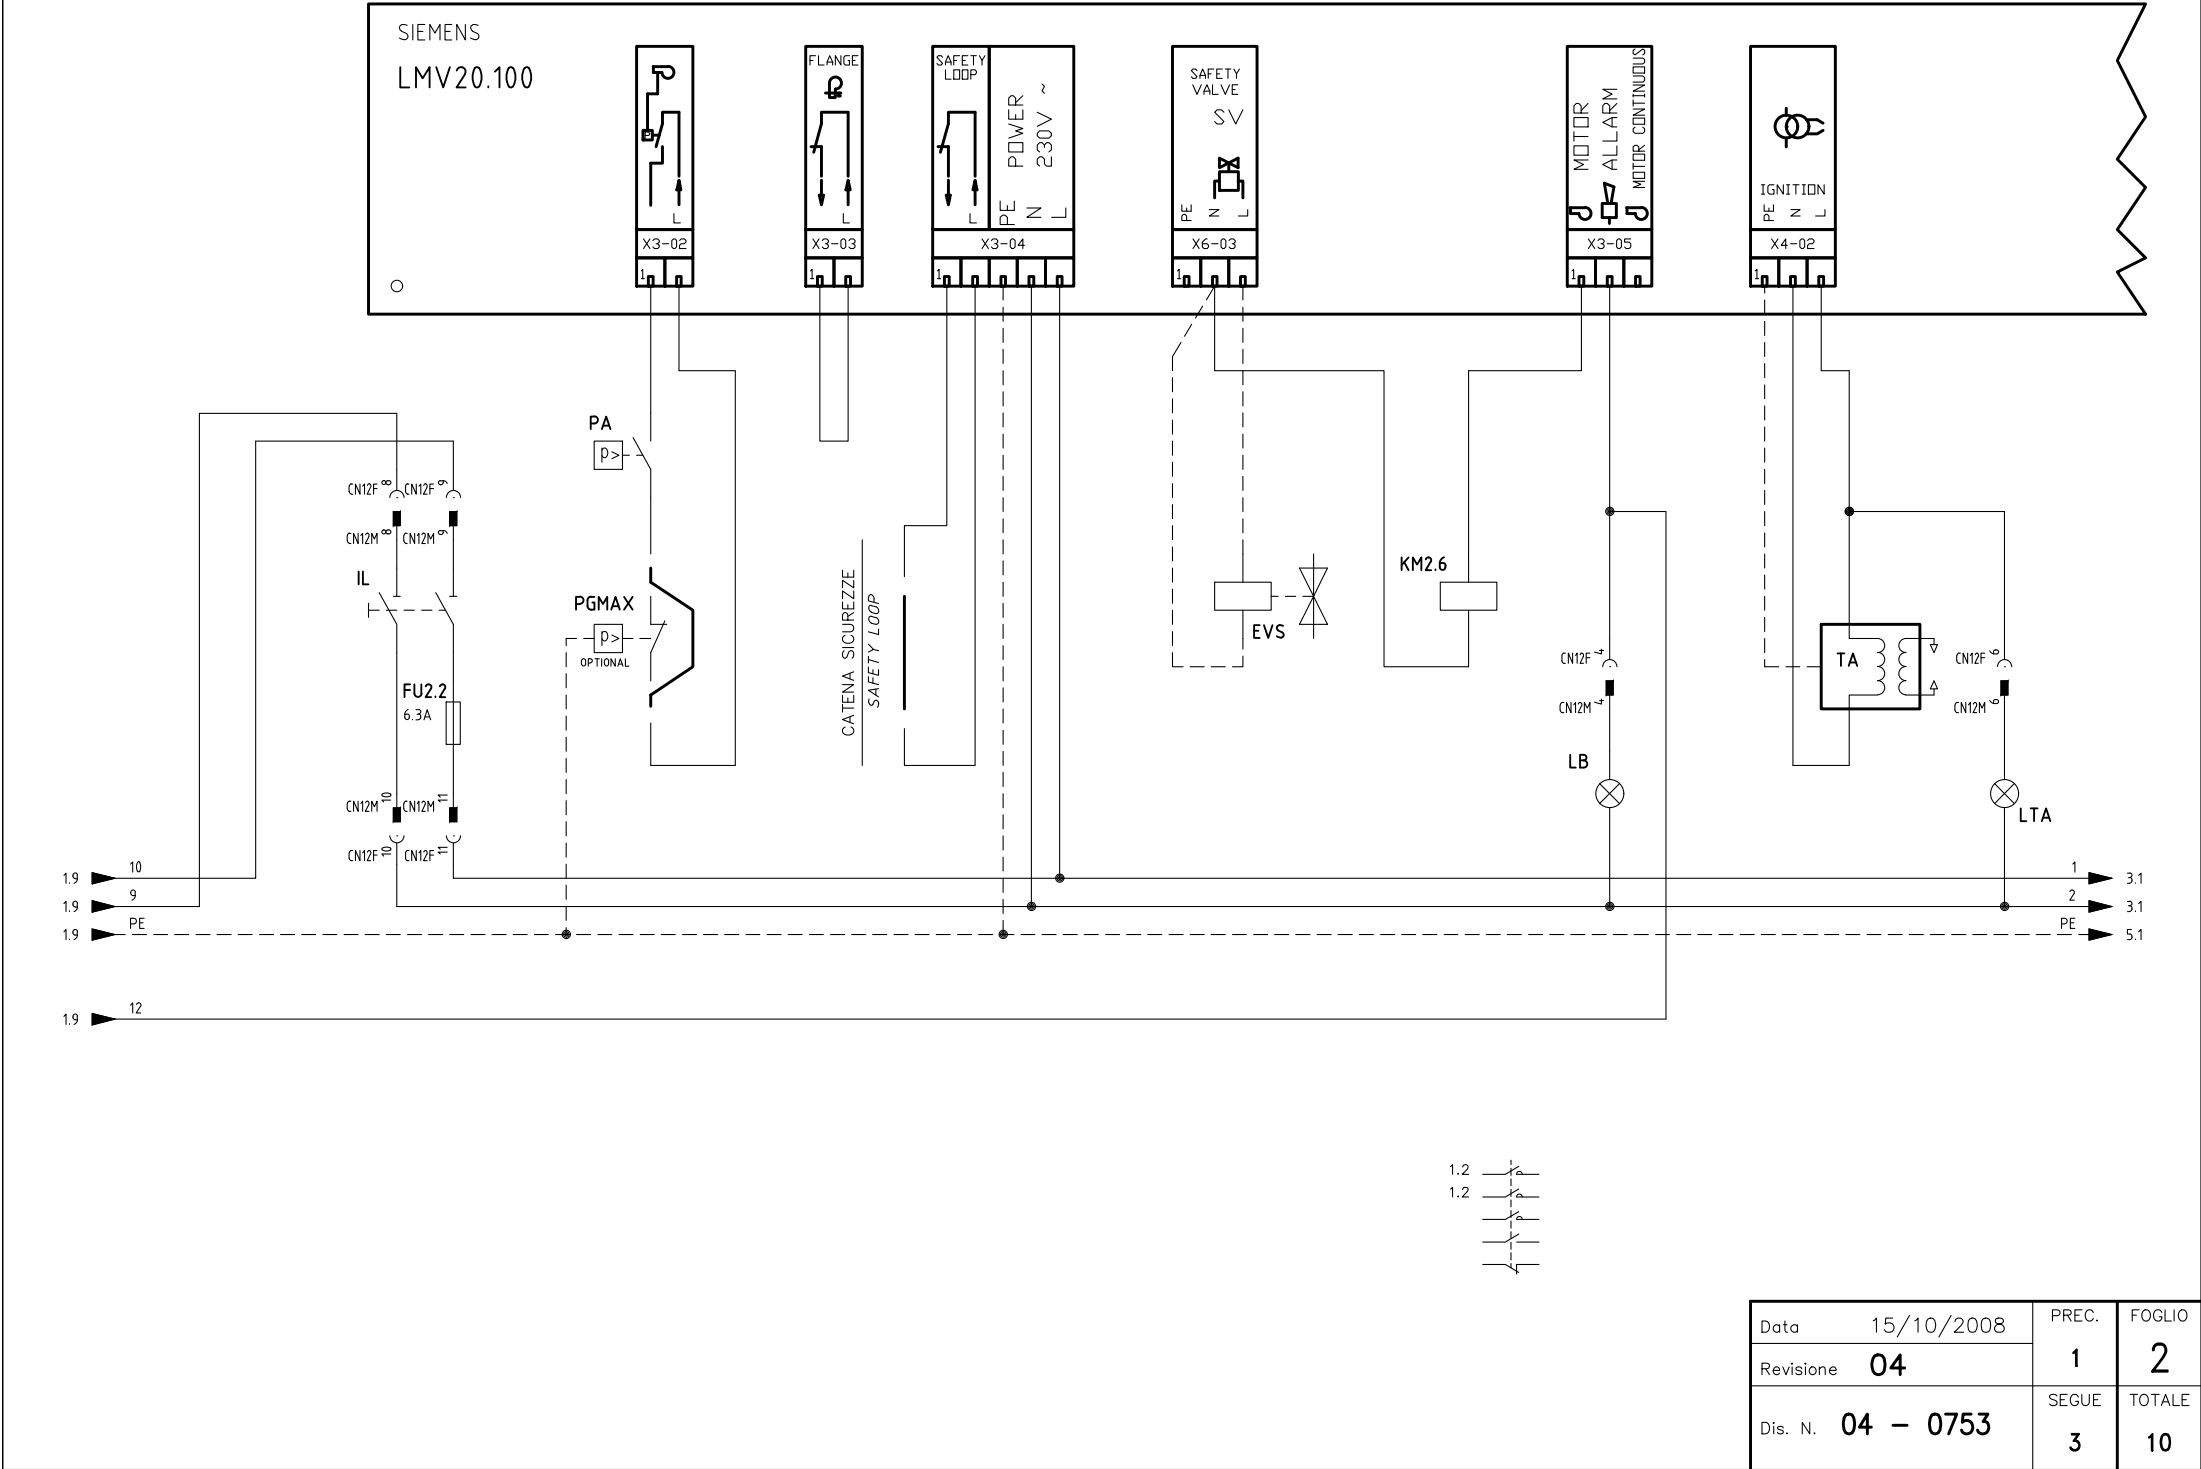 SIEMENS
LMV20.100
P
L
X3-02
1
FLANGE
L
X3-03
1
SAFETY
LOOP
L
POWER
230V ~
PE
N
L
X3-04
1
SAFETY
VALVE
SV
PE
N
L
X6-03
1
MOTOR
ALLARM
MOTOR CONTINUOUS
X3-05
1
IGNITION
PE
N
L
X4-02
1
PA
p>
CN12F 8
CN12F 9
CN12M 8
CN12M 9
IL
PGMAX
p>
OPTIONAL
FU2.2
6.3A
CATENA SICUREZZE
SAFETY LOOP
EVS
KM2.6
CN12F 4
CN12M 4
LB
TA
CN12F 6
CN12M 6
LTA
CN12M 10
CN12M 11
CN12F 10
CN12F 11
1.9 10
1 3.1
1.9 9
2 3.1
1.9 PE
PE 5.1
1.9 12
1.2
1.2
Data 15/10/2008
PREC.
1
FOGLIO
2
Revisione 04
Dis. N. 04 - 0753
SEGUE
3
TOTALE
10